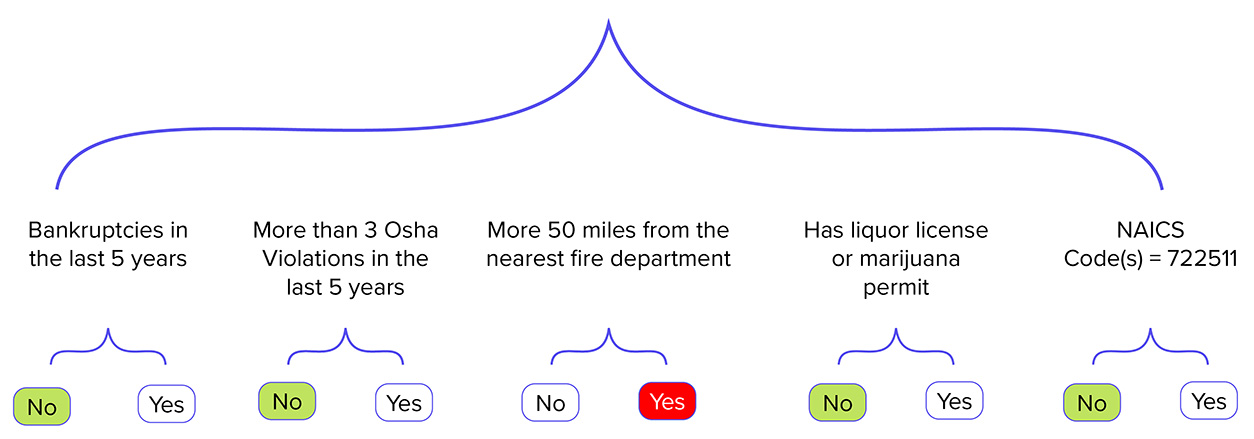 Bankruptcies in
the last 5 years
More than 3 Osha
Violations in the
last 5 years
More 50 miles from the
nearest fire department
Has liquor license
or marijuana
permit
NAICS
Code(s) = 722511
No
Yes
No
Yes
No
Yes
No
Yes
No
Yes